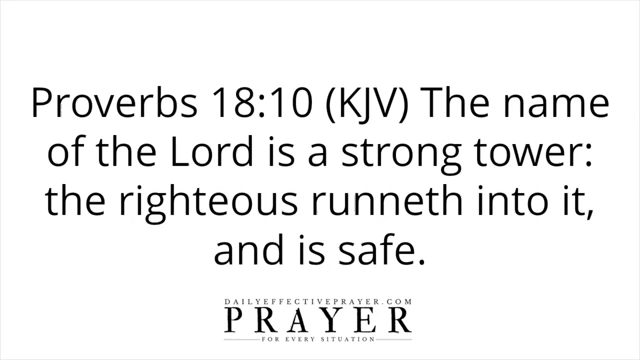 Proverbs 18:10 (KJV) The name
of the Lord is a strong tower:
the righteous runneth into it,
and is safe.
DAILYEFFECTIVEPRAYER.COM
PRAYER
FOR EVERY SITUATION